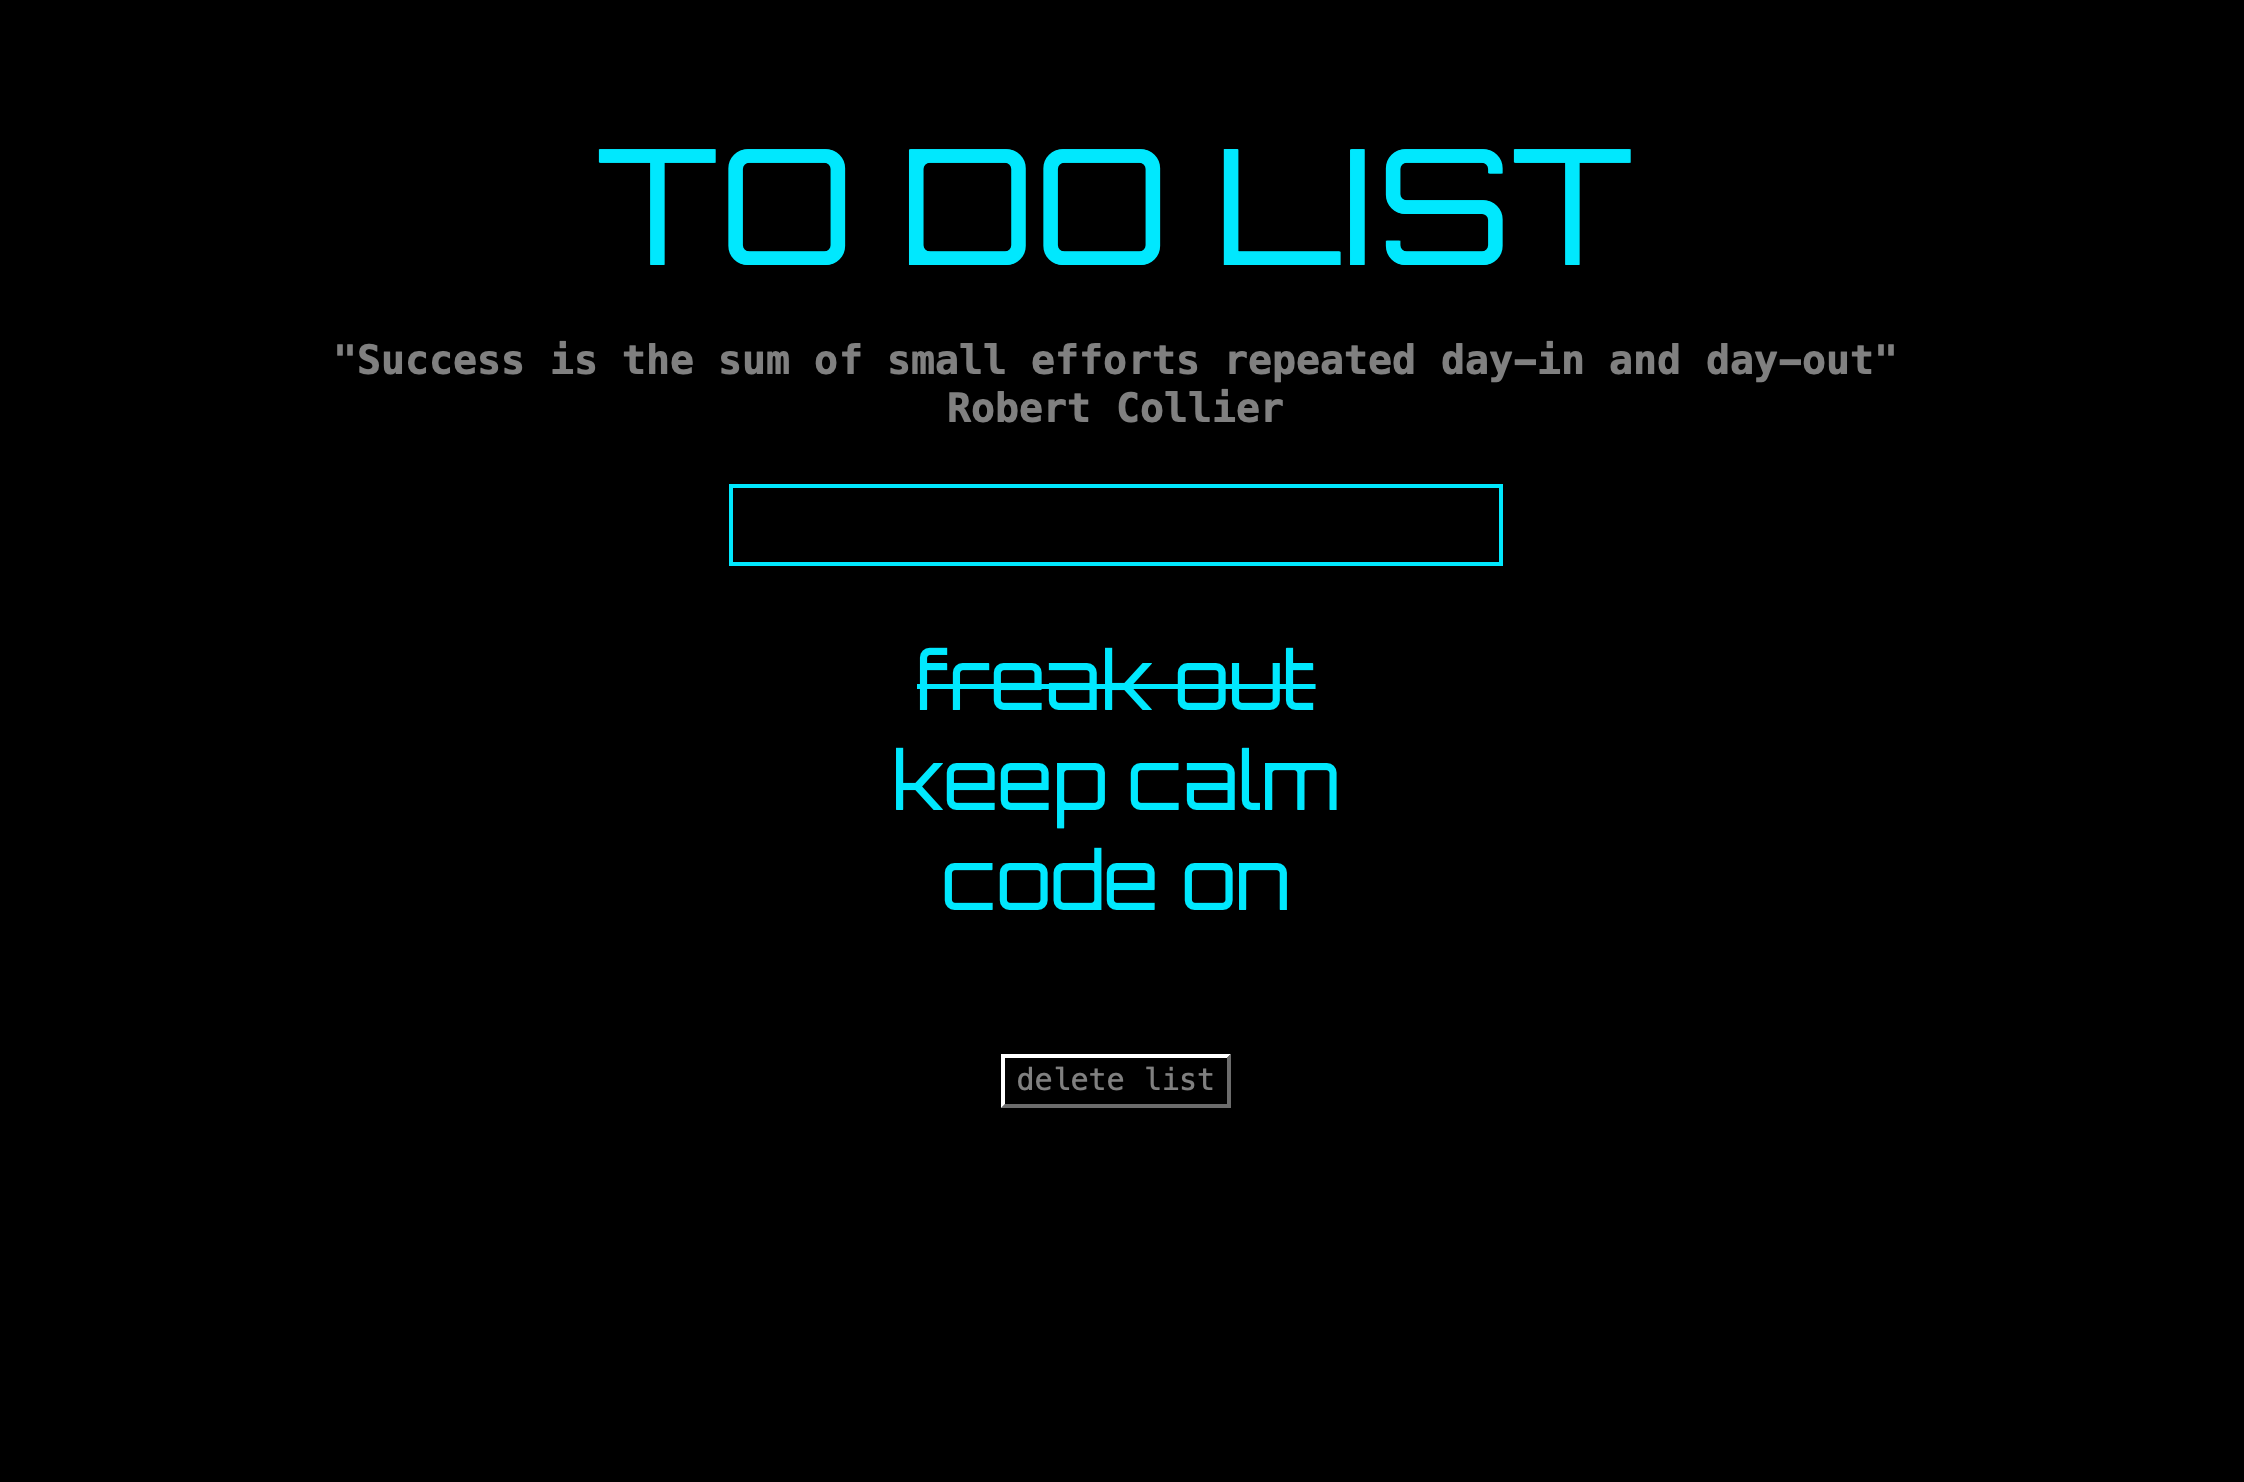 TO DO LIST
"Success is the sum of small efforts repeated day-in and day-out"
Robert Collier
freak out
keep calm
code on
delete list